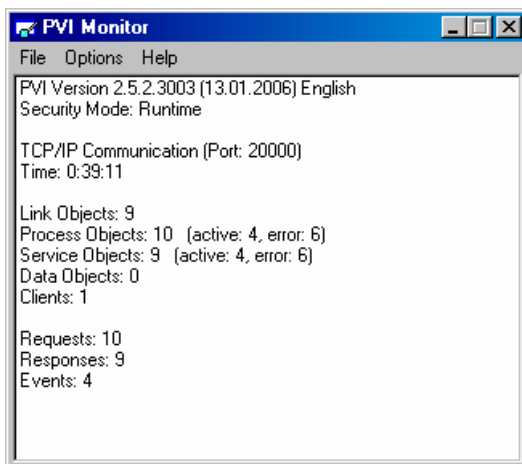 PVI Monitor
File Options Help
PVI Version 2.5.2.3003 (13.01.2006) English
Security Mode: Runtime
TCP/IP Communication (Port: 20000)
Time: 0:39:11
Link Objects: 9
Process Objects: 10 (active: 4, error: 6)
Service Objects: 9 (active: 4, error: 6)
Data Objects: 0
Clients: 1
Requests: 10
Responses: 9
Events: 4